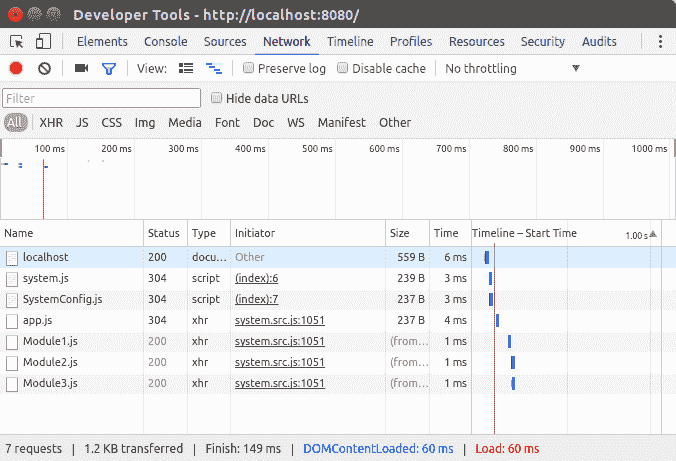 Developer Tools - http://localhost:8080/
Elements Console Sources Network Timeline Profiles Resources Security Audits
View: Preserve log Disable cache No throttling
Filter Hide data URLs
All XHR JS CSS Img Media Font Doc WS Manifest Other
100 ms 200 ms 300 ms 400 ms 500 ms 600 ms 700 ms 800 ms 900 ms 1000 ms
Name Status Type Initiator Size Time Timeline – Start Time 1.00 s
localhost 200 docu... Other 559 B 6 ms
system.js 304 script (index):6 239 B 3 ms
SystemConfig.js 304 script (index):7 237 B 3 ms
app.js 304 xhr system.src.js:1051 237 B 4 ms
Module1.js 200 xhr system.src.js:1051 (from... 1 ms
Module2.js 200 xhr system.src.js:1051 (from... 1 ms
Module3.js 200 xhr system.src.js:1051 (from... 1 ms
7 requests | 1.2 KB transferred | Finish: 149 ms | DOMContentLoaded: 60 ms | Load: 60 ms